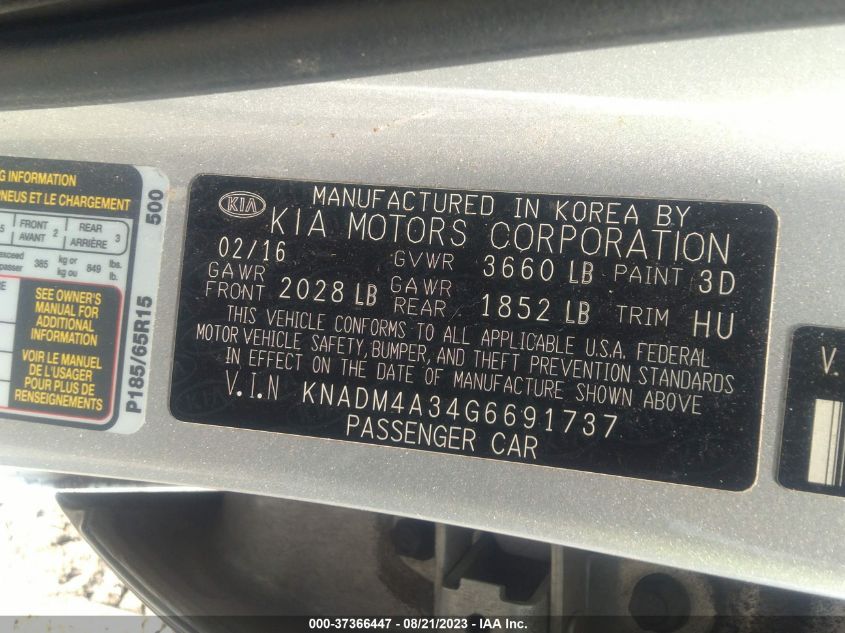 G INFORMATION
PNEUS ET LE CHARGEMENT
5 FRONT AVANT 2 REAR ARRIÈRE 3
exceed 385 kg or kg ou 849 lbs. lb.
passer
SEE OWNER'S
MANUAL FOR
ADDITIONAL
INFORMATION
VOIR LE MANUEL
DE L'USAGER
POUR PLUS DE
RENSEIGNEMENTS
P185/65R15 500
KIA
MANUFACTURED IN KOREA BY
KIA MOTORS CORPORATION
02/16 GVWR 3660 LB PAINT 3D
GAWR FRONT 2028 LB GAWR REAR 1852 LB TRIM HU
THIS VEHICLE CONFORMS TO ALL APPLICABLE U.S.A. FEDERAL
MOTOR VEHICLE SAFETY, BUMPER, AND THEFT PREVENTION STANDARDS
IN EFFECT ON THE DATE OF MANUFACTURE SHOWN ABOVE
V.I.N KNADM4A34G6691737
PASSENGER CAR
V.
000-37366447 - 08/21/2023 - IAA Inc.